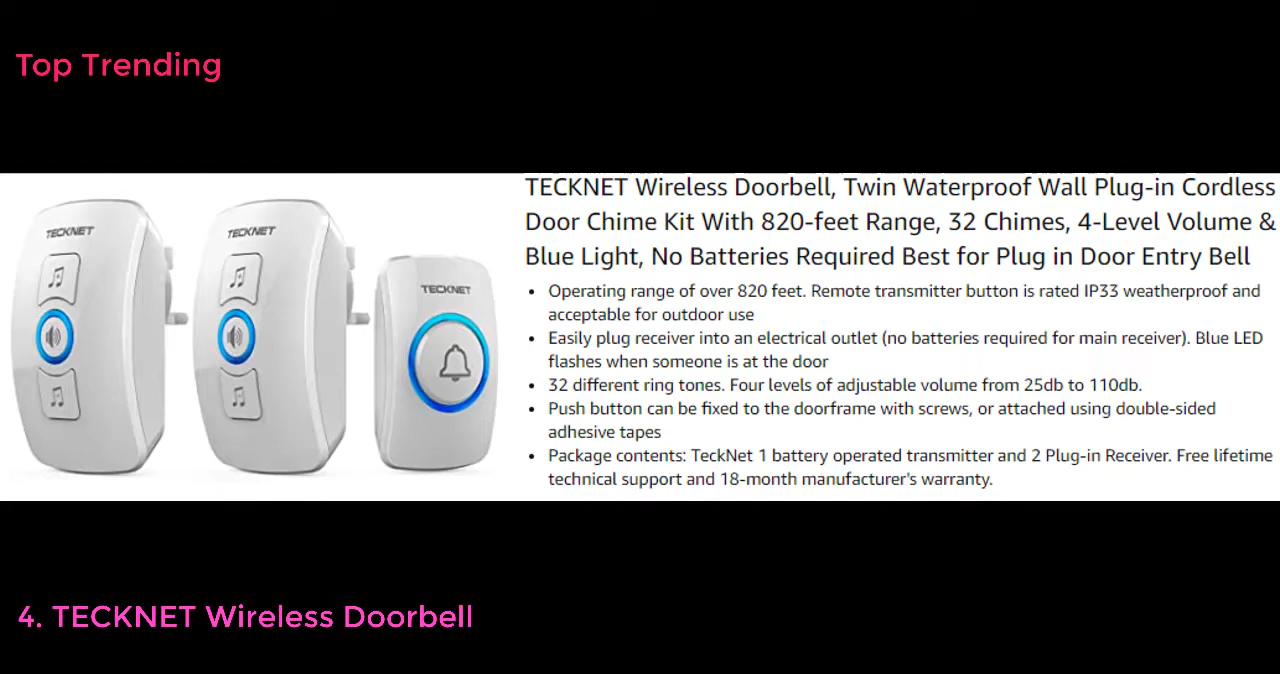 Top Trending
TECKNET
TECKNET
TECKNET
TECKNET Wireless Doorbell, Twin Waterproof Wall Plug-in Cordless
Door Chime Kit With 820-feet Range, 32 Chimes, 4-Level Volume &
Blue Light, No Batteries Required Best for Plug in Door Entry Bell
• Operating range of over 820 feet. Remote transmitter button is rated IP33 weatherproof and
acceptable for outdoor use
• Easily plug receiver into an electrical outlet (no batteries required for main receiver). Blue LED
flashes when someone is at the door
• 32 different ring tones. Four levels of adjustable volume from 25db to 110db.
• Push button can be fixed to the doorframe with screws, or attached using double-sided
adhesive tapes
• Package contents: TeckNet 1 battery operated transmitter and 2 Plug-in Receiver. Free lifetime
technical support and 18-month manufacturer's warranty.
4. TECKNET Wireless Doorbell